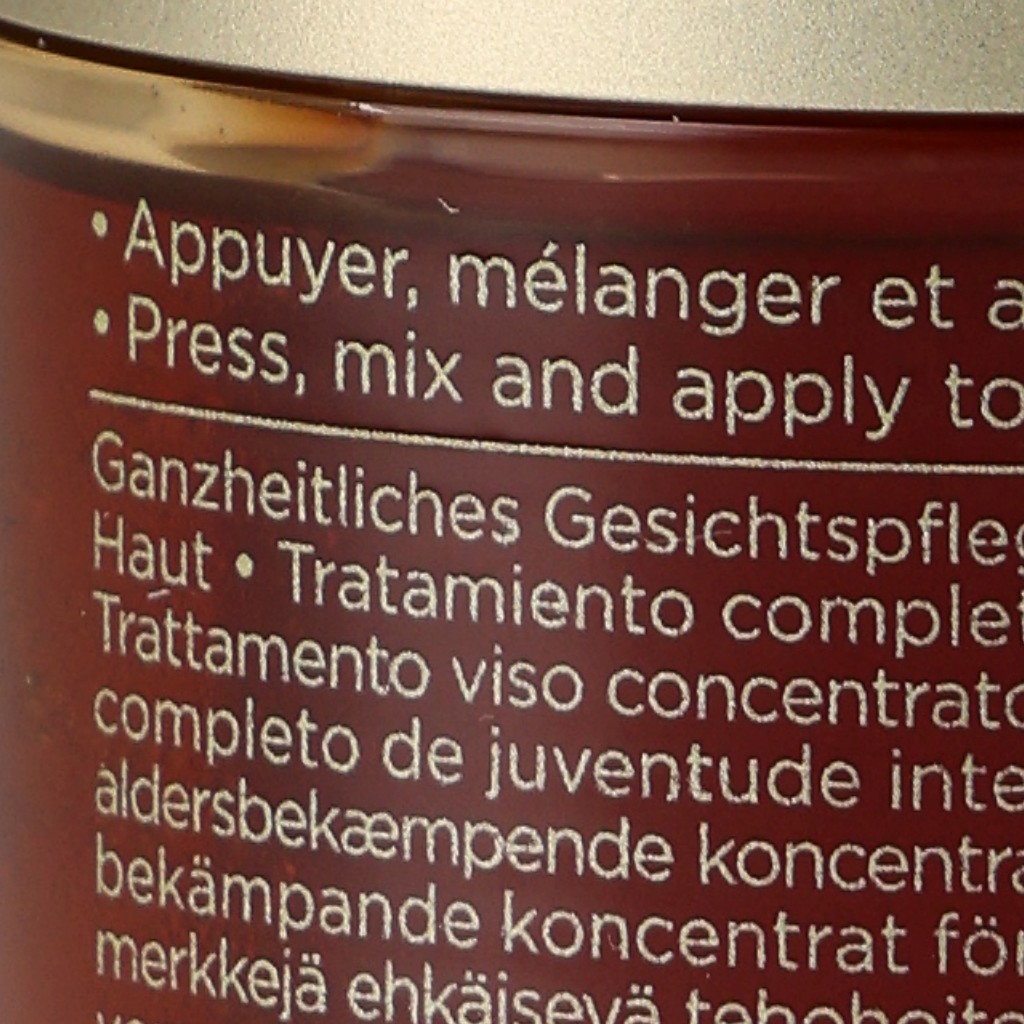 • Appuyer, mélanger et a
• Press, mix and apply to
Ganzheitliches Gesichtspfleg
Haut • Tratamiento complet
Trattamento viso concentrato
completo de juventude inte
aldersbekæmpende koncentra
bekämpande koncentrat för
merkkejä ehkäisevä tehohoito